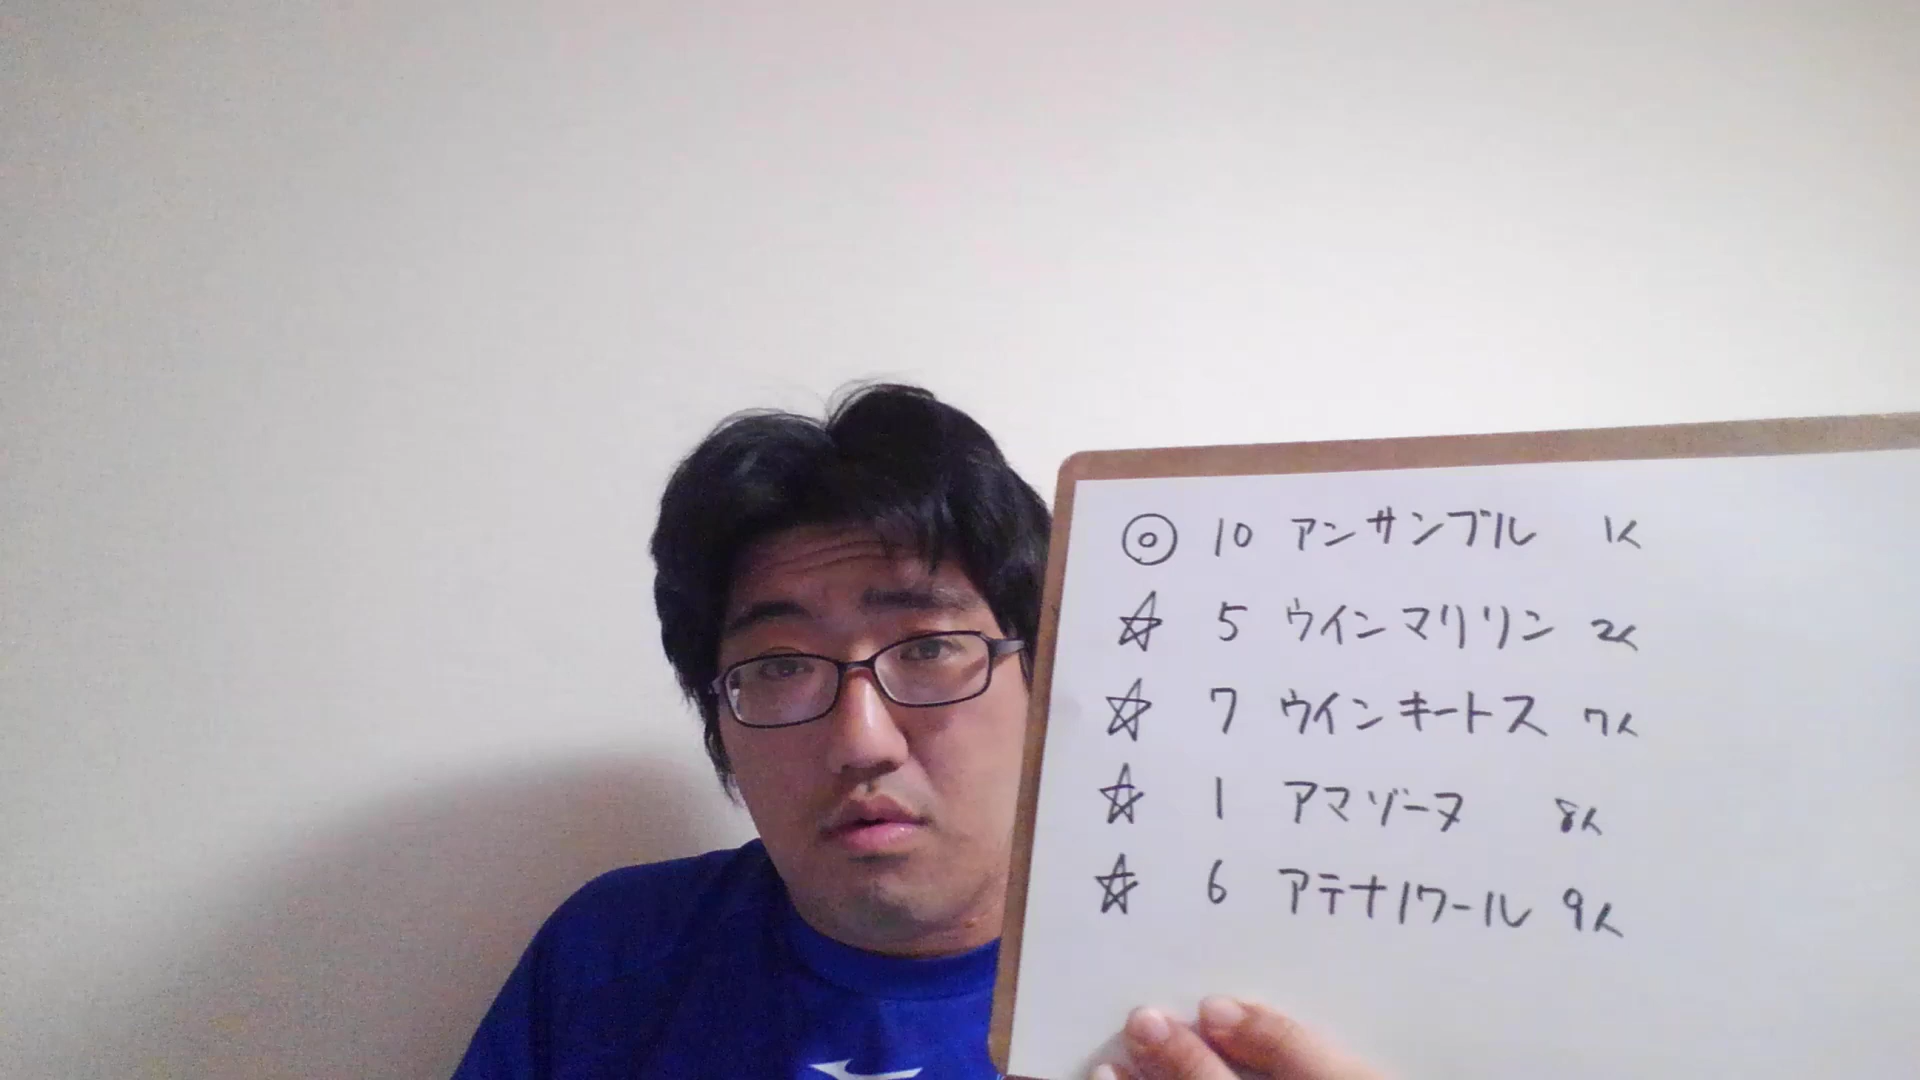 ◎ 10 アンサンブル 1人
☆ 5 ウインマリリン 2人
☆ 7 ウインキートス 7人
☆ 1 アマゾーヌ 8人
☆ 6 アテナノワール 9人